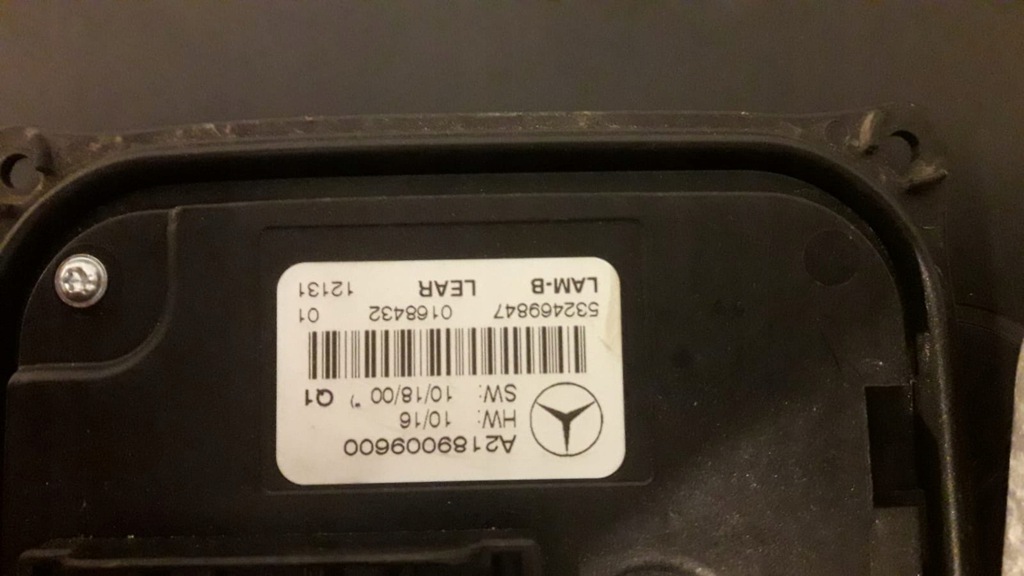 A2189009600
HW: 10/16
SW: 10/18/00 *) Q1
532469847 0168432 01
LAM-B LEAR 12131